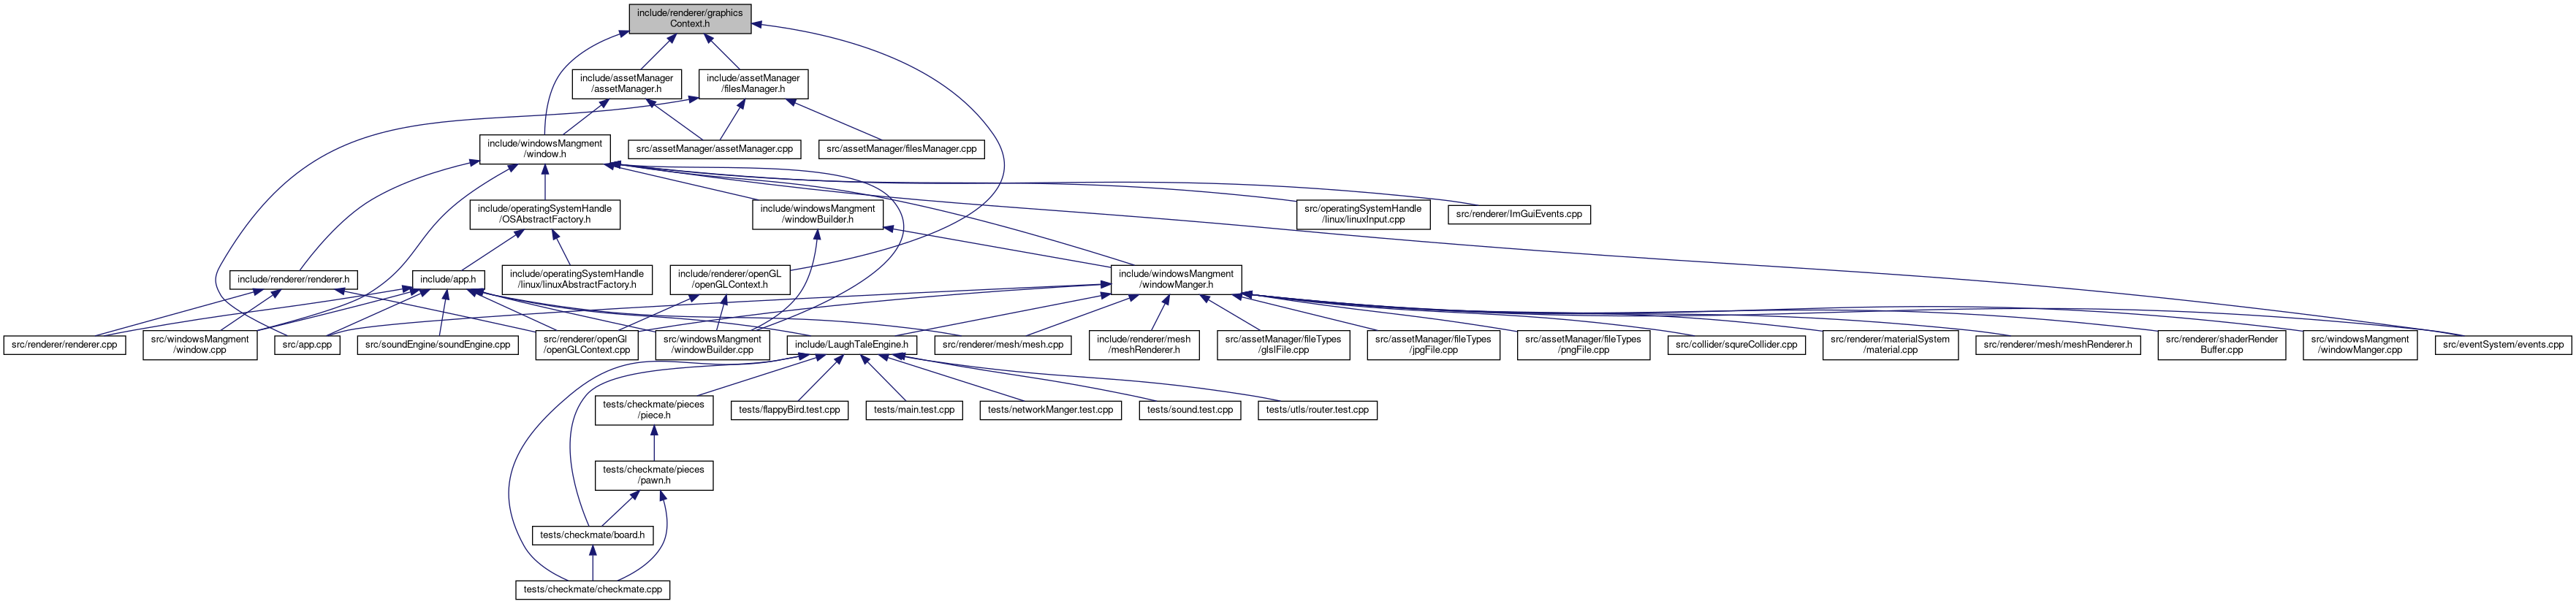 include/renderer/graphics
Context.h
include/assetManager
/assetManager.h
include/assetManager
/filesManager.h
include/windowsMangment
/window.h
src/assetManager/assetManager.cpp
src/assetManager/filesManager.cpp
include/operatingSystemHandle
/OSAbstractFactory.h
include/windowsMangment
/windowBuilder.h
src/operatingSystemHandle
/linux/linuxInput.cpp
src/renderer/ImGuiEvents.cpp
include/renderer/renderer.h
include/app.h
include/operatingSystemHandle
/linux/linuxAbstractFactory.h
include/renderer/openGL
/openGLContext.h
include/windowsMangment
/windowManger.h
src/renderer/renderer.cpp
src/windowsMangment
/window.cpp
src/app.cpp
src/soundEngine/soundEngine.cpp
src/renderer/openGl
/openGLContext.cpp
src/windowsMangment
/windowBuilder.cpp
include/LaughTaleEngine.h
src/renderer/mesh/mesh.cpp
include/renderer/mesh
/meshRenderer.h
src/assetManager/fileTypes
/glslFile.cpp
src/assetManager/fileTypes
/jpgFile.cpp
src/assetManager/fileTypes
/pngFile.cpp
src/collider/squreCollider.cpp
src/renderer/materialSystem
/material.cpp
src/renderer/mesh/meshRenderer.h
src/renderer/shaderRender
Buffer.cpp
src/windowsMangment
/windowManger.cpp
src/eventSystem/events.cpp
tests/checkmate/pieces
/piece.h
tests/flappyBird.test.cpp
tests/main.test.cpp
tests/networkManger.test.cpp
tests/sound.test.cpp
tests/utls/router.test.cpp
tests/checkmate/pieces
/pawn.h
tests/checkmate/board.h
tests/checkmate/checkmate.cpp